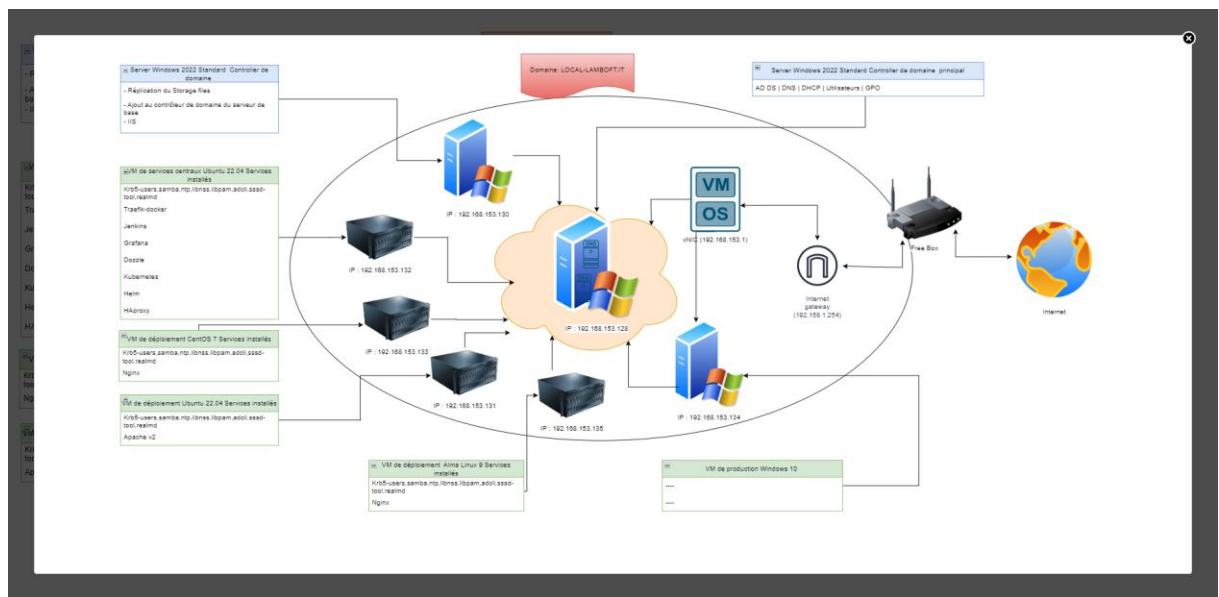 Domaine: LOCAL-LAMBOFT.IT
Server Windows 2022 Standard Controller de
domaine
- Réplication du Storage files
- Ajout au contrôleur de domaine du serveur de
base
- IIS
Server Windows 2022 Standard Controller de domaine principal
AD DS | DNS | DHCP | Utilisateurs | GPO
VM de services centraux Ubuntu 22.04 Services
installés
Krb5-users,samba,ntp,libnss,libpam,adcli,sssd-
tool,realmd
Traefik-docker
Jenkins
Grafana
Dozzle
Kubernetes
Helm
HAproxy
VM de déploiement CentOS 7 Services installés
Krb5-users,samba,ntp,libnss,libpam,adcli,sssd-
tool,realmd
Nginx
VM de déploiement Ubuntu 22.04 Services installés
Krb5-users,samba,ntp,libnss,libpam,adcli,sssd-
tool,realmd
Apache v2
VM de déploiement Alma Linux 9 Services
installés
Krb5-users,samba,ntp,libnss,libpam,adcli,sssd-
tool,realmd
Nginx
VM de production Windows 10
----
----
IP : 192.168.153.130
IP : 192.168.153.132
IP : 192.168.153.133
IP : 192.168.153.131
IP : 192.168.153.135
DNS
IP : 192.168.153.128
IP : 192.168.153.134
VM
OS
vNIC (192.168.153.1)
Internet
gateway
(192.168.1.254)
Free Box
Internet